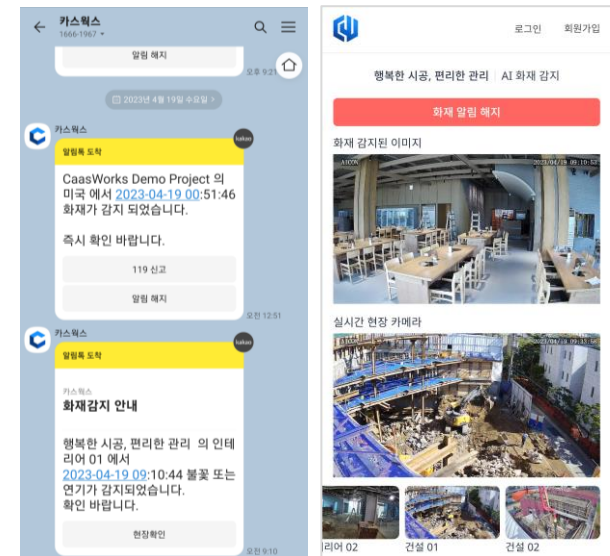 카스웍스
1666-1967
알림 해지
오후 9:21
2023년 4월 19일 수요일 >
카스웍스
kakao
알림톡 도착
CaasWorks Demo Project 의
미국 에서 2023-04-19 00:51:46
화재가 감지 되었습니다.
즉시 확인 바랍니다.
119 신고
알림 해지
오전 12:51
카스웍스
kakao
알림톡 도착
카스웍스
화재감지 안내
행복한 시공, 편리한 관리 의 인테
리어 01 에서
2023-04-19 09:10:44 불꽃 또는
연기가 감지되었습니다.
확인 바랍니다.
현장확인
오전 9:10
로그인 회원가입
행복한 시공, 편리한 관리 | AI 화재 감지
화재 알림 해지
화재 감지된 이미지
AICON
실시간 현장 카메라
AICON
리어 02
건설 01
건설 02